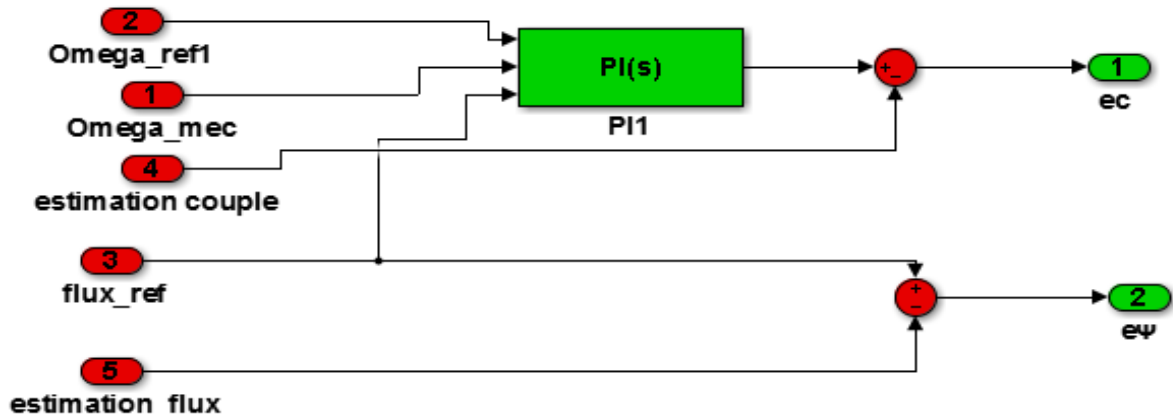 2
Omega_ref1
1
Omega_mec
4
estimation couple
3
flux_ref
5
estimation_flux
PI(s)
PI1
+
-
1
ec
+
-
2
eΨ